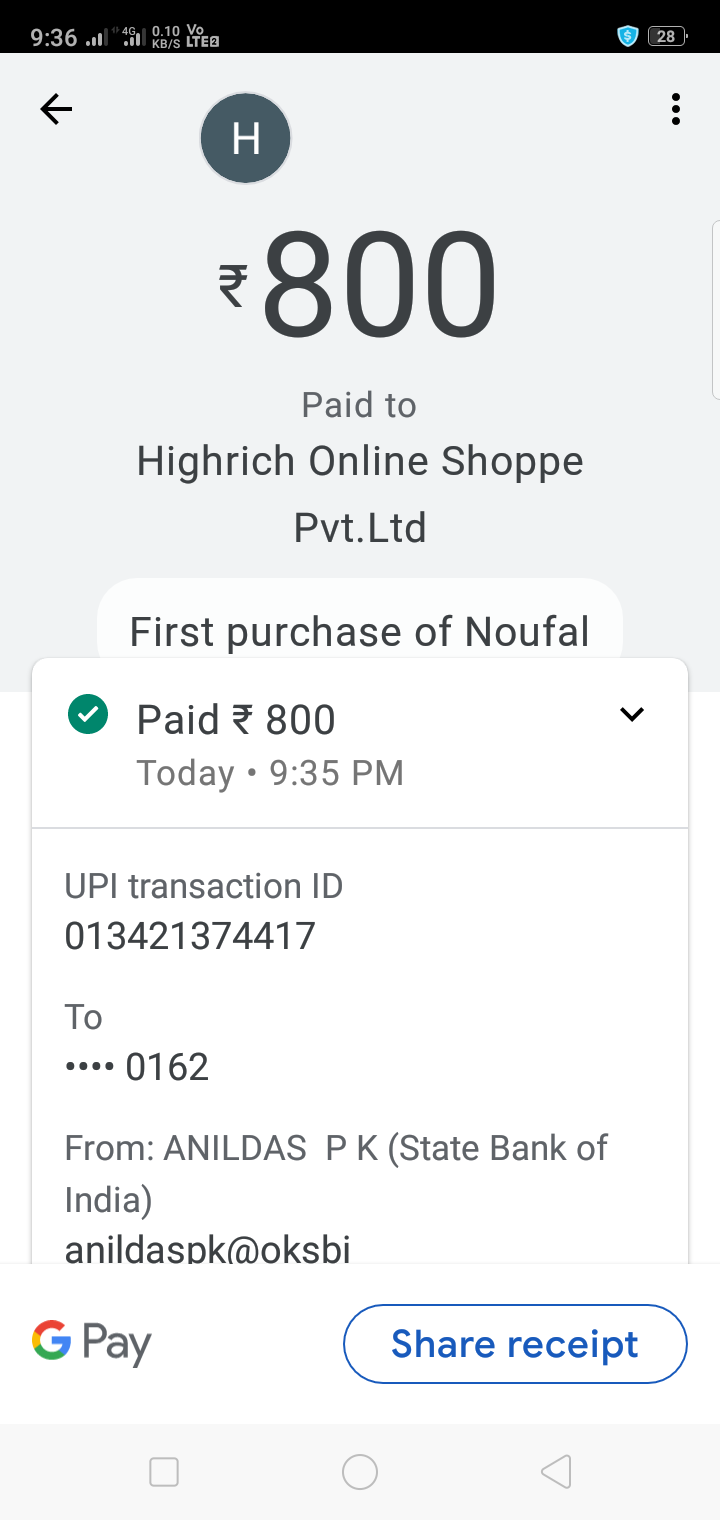 9:36 4G 0.10 KB/S Vo LTE2 28
H
₹800
Paid to
Highrich Online Shoppe
Pvt.Ltd
First purchase of Noufal
Paid ₹ 800
Today • 9:35 PM
UPI transaction ID
013421374417
To
•••• 0162
From: ANILDAS P K (State Bank of
India)
anildaspk@oksbi
G Pay
Share receipt